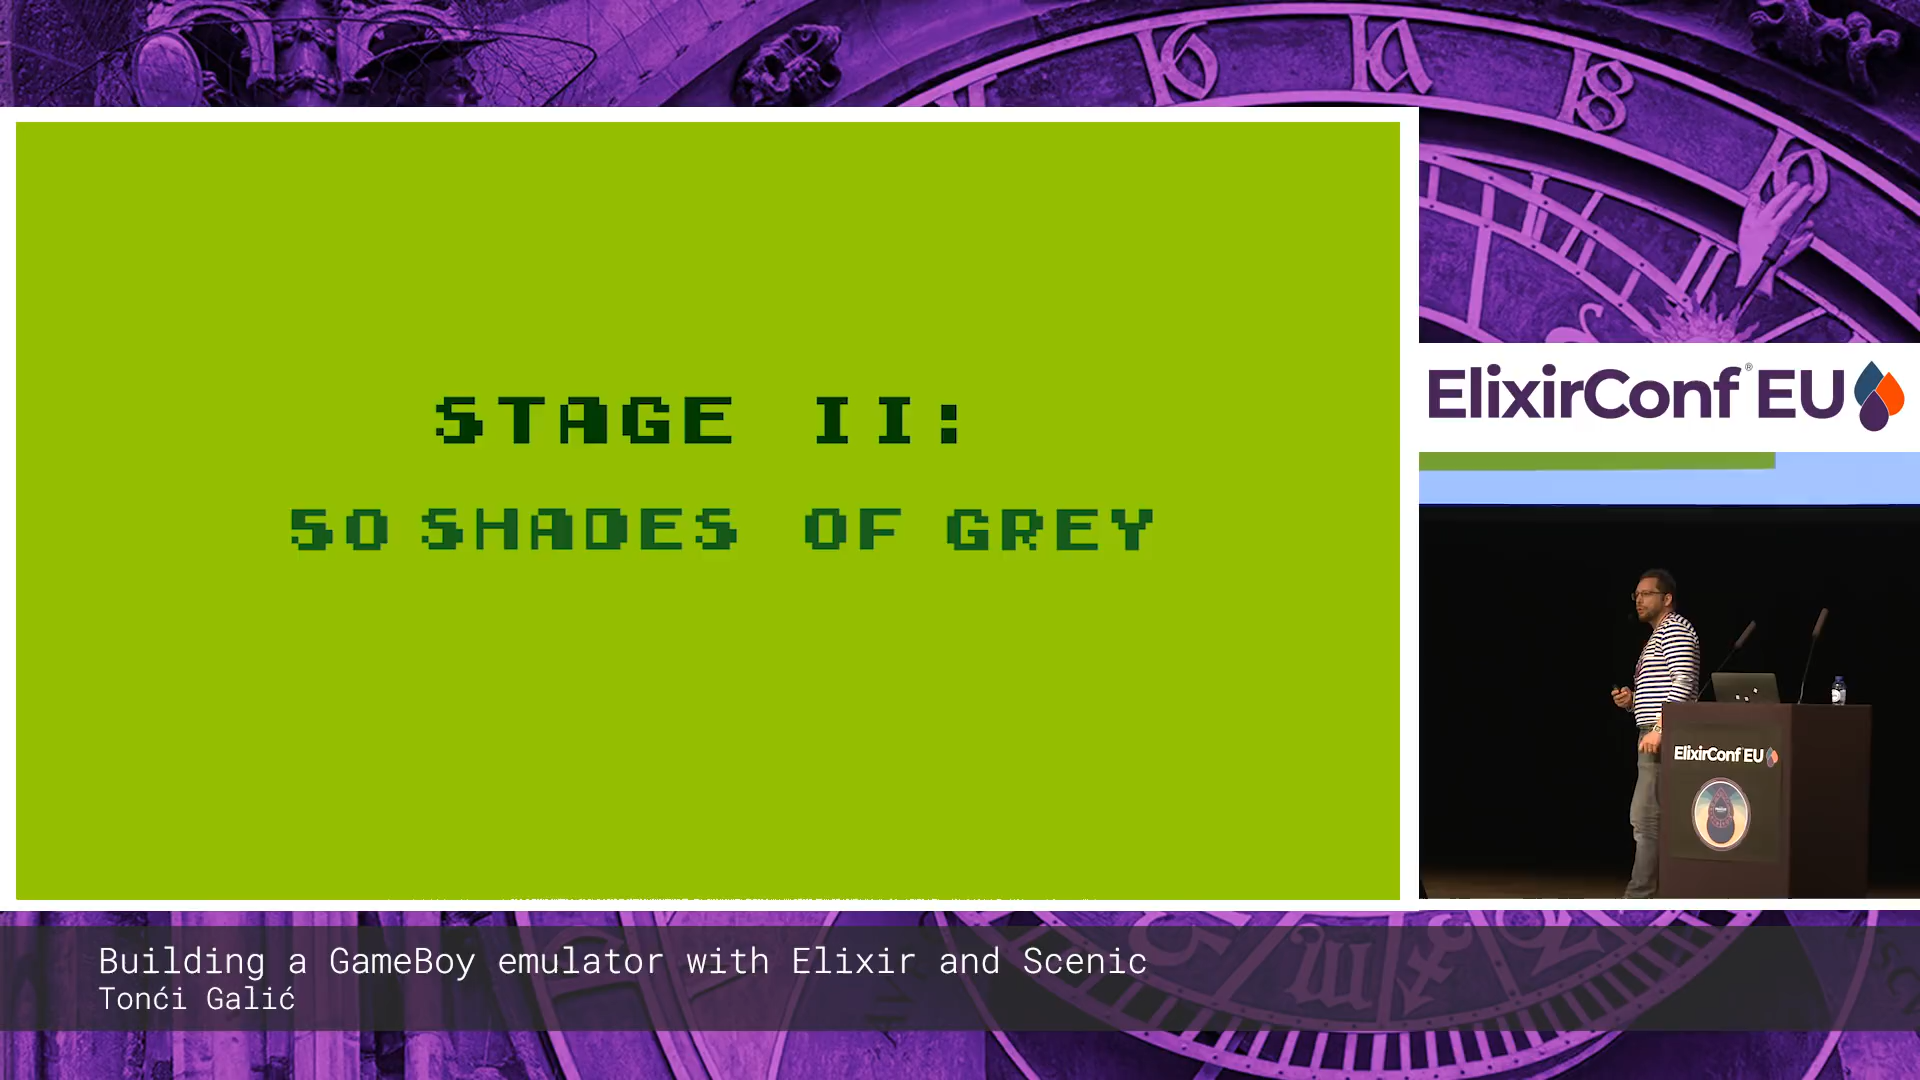 STAGE II:
50 SHADES OF GREY
ElixirConf® EU
ElixirConf EU
Building a GameBoy emulator with Elixir and Scenic
Tonći Galić